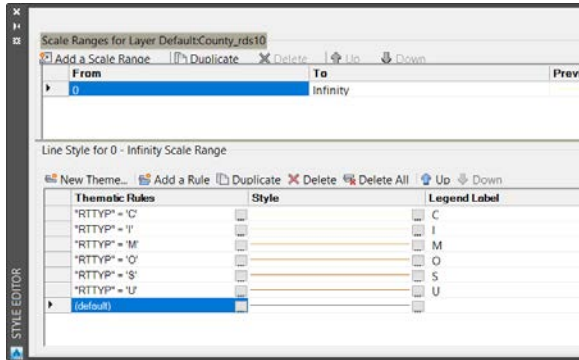 Scale Ranges for Layer Default:County_rds10
Add a Scale Range Duplicate Delete Up Down
From To Prev
0 Infinity
Line Style for 0 - Infinity Scale Range
New Theme... Add a Rule Duplicate Delete Delete All Up Down
Thematic Rules Style Legend Label
"RTTYP" = 'C' ... ... C
"RTTYP" = 'I' ... ... I
"RTTYP" = 'M' ... ... M
"RTTYP" = 'O' ... ... O
"RTTYP" = 'S' ... ... S
"RTTYP" = 'U' ... ... U
(default) ... ...
STYLE EDITOR